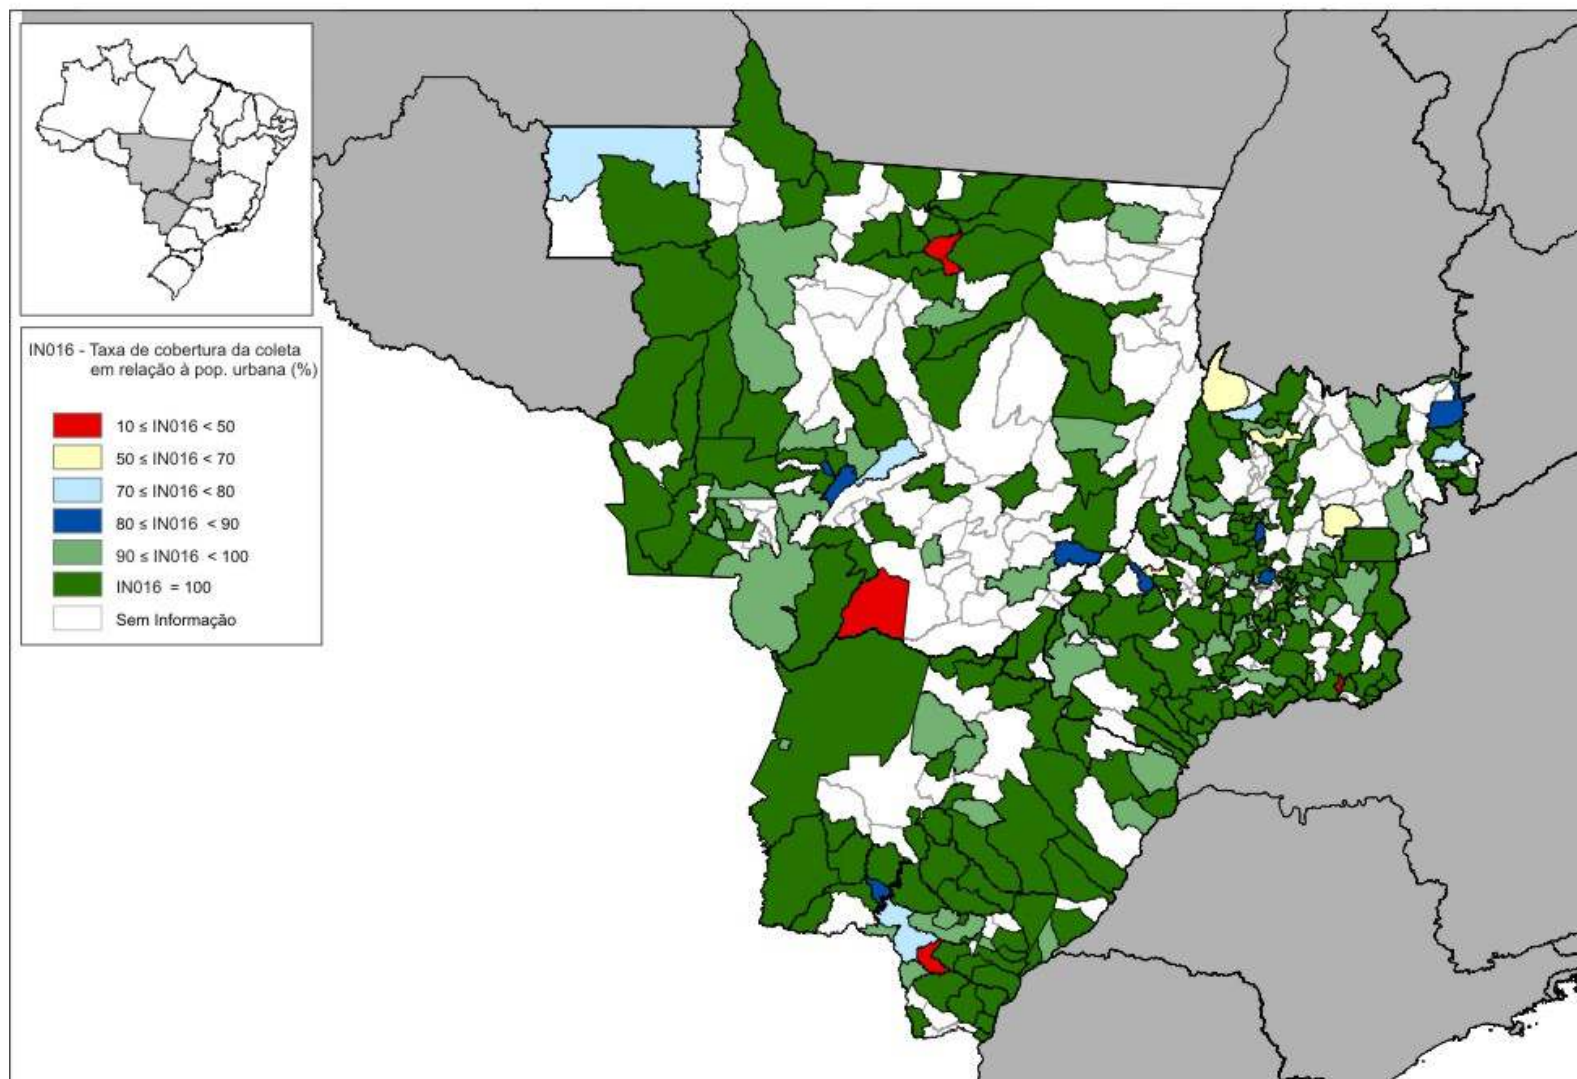 IN016 - Taxa de cobertura da coleta
em relação à pop. urbana (%)
10 ≤ IN016 < 50
50 ≤ IN016 < 70
70 ≤ IN016 < 80
80 ≤ IN016 < 90
90 ≤ IN016 < 100
IN016 = 100
Sem Informação